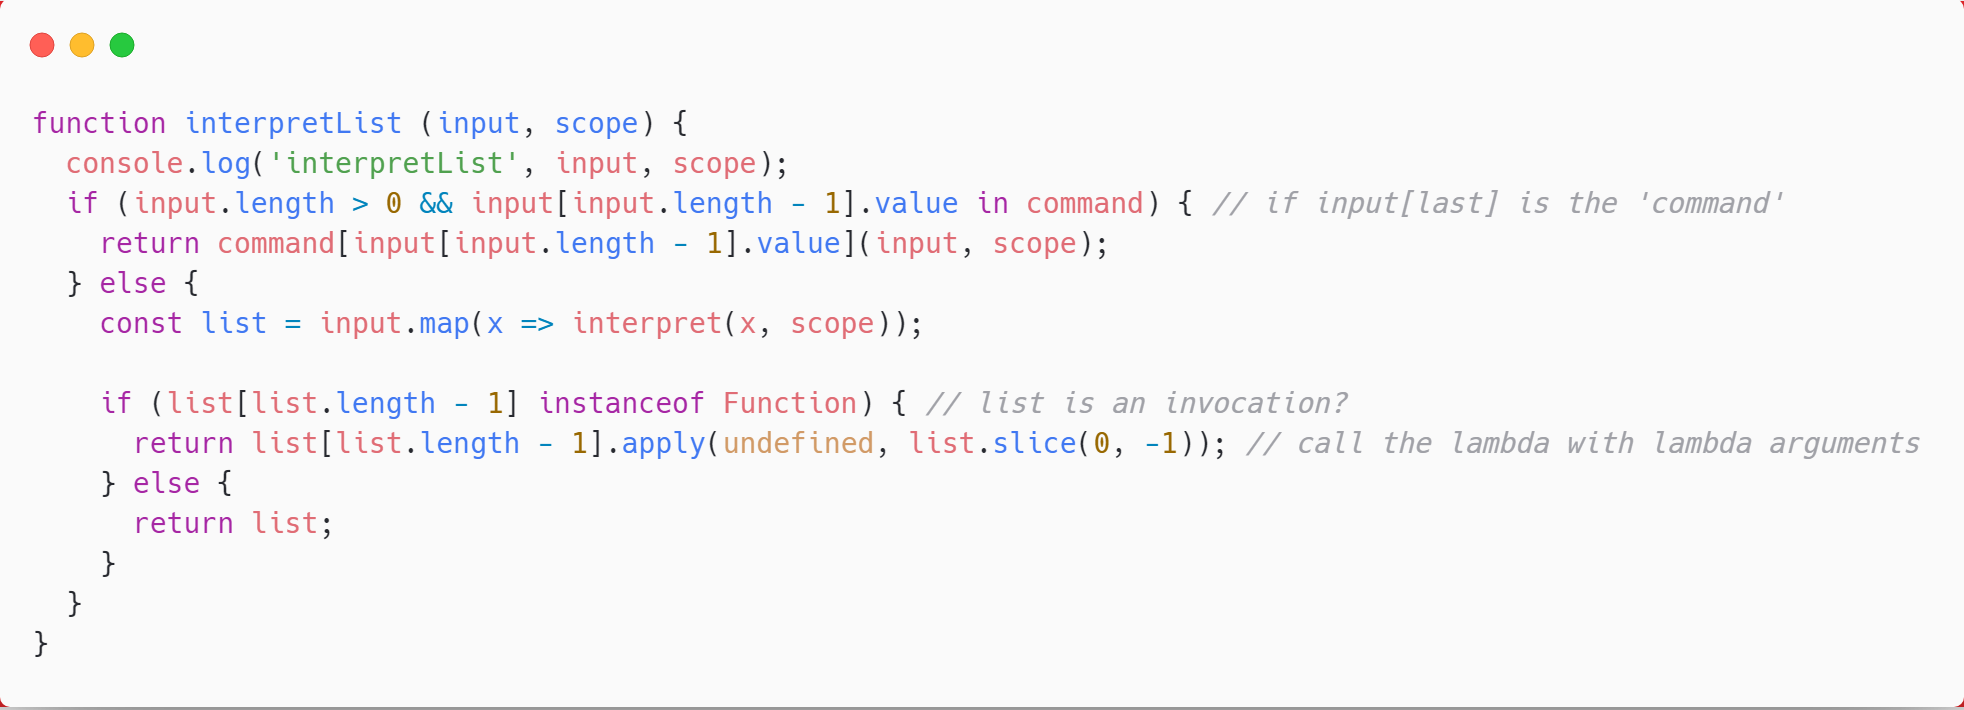 function interpretList (input, scope) {
  console.log('interpretList', input, scope);
  if (input.length > 0 && input[input.length - 1].value in command) { // if input[last] is the 'command'
    return command[input[input.length - 1].value](input, scope);
  } else {
    const list = input.map(x => interpret(x, scope));

    if (list[list.length - 1] instanceof Function) { // list is an invocation?
      return list[list.length - 1].apply(undefined, list.slice(0, -1)); // call the lambda with lambda arguments
    } else {
      return list;
    }
  }
}